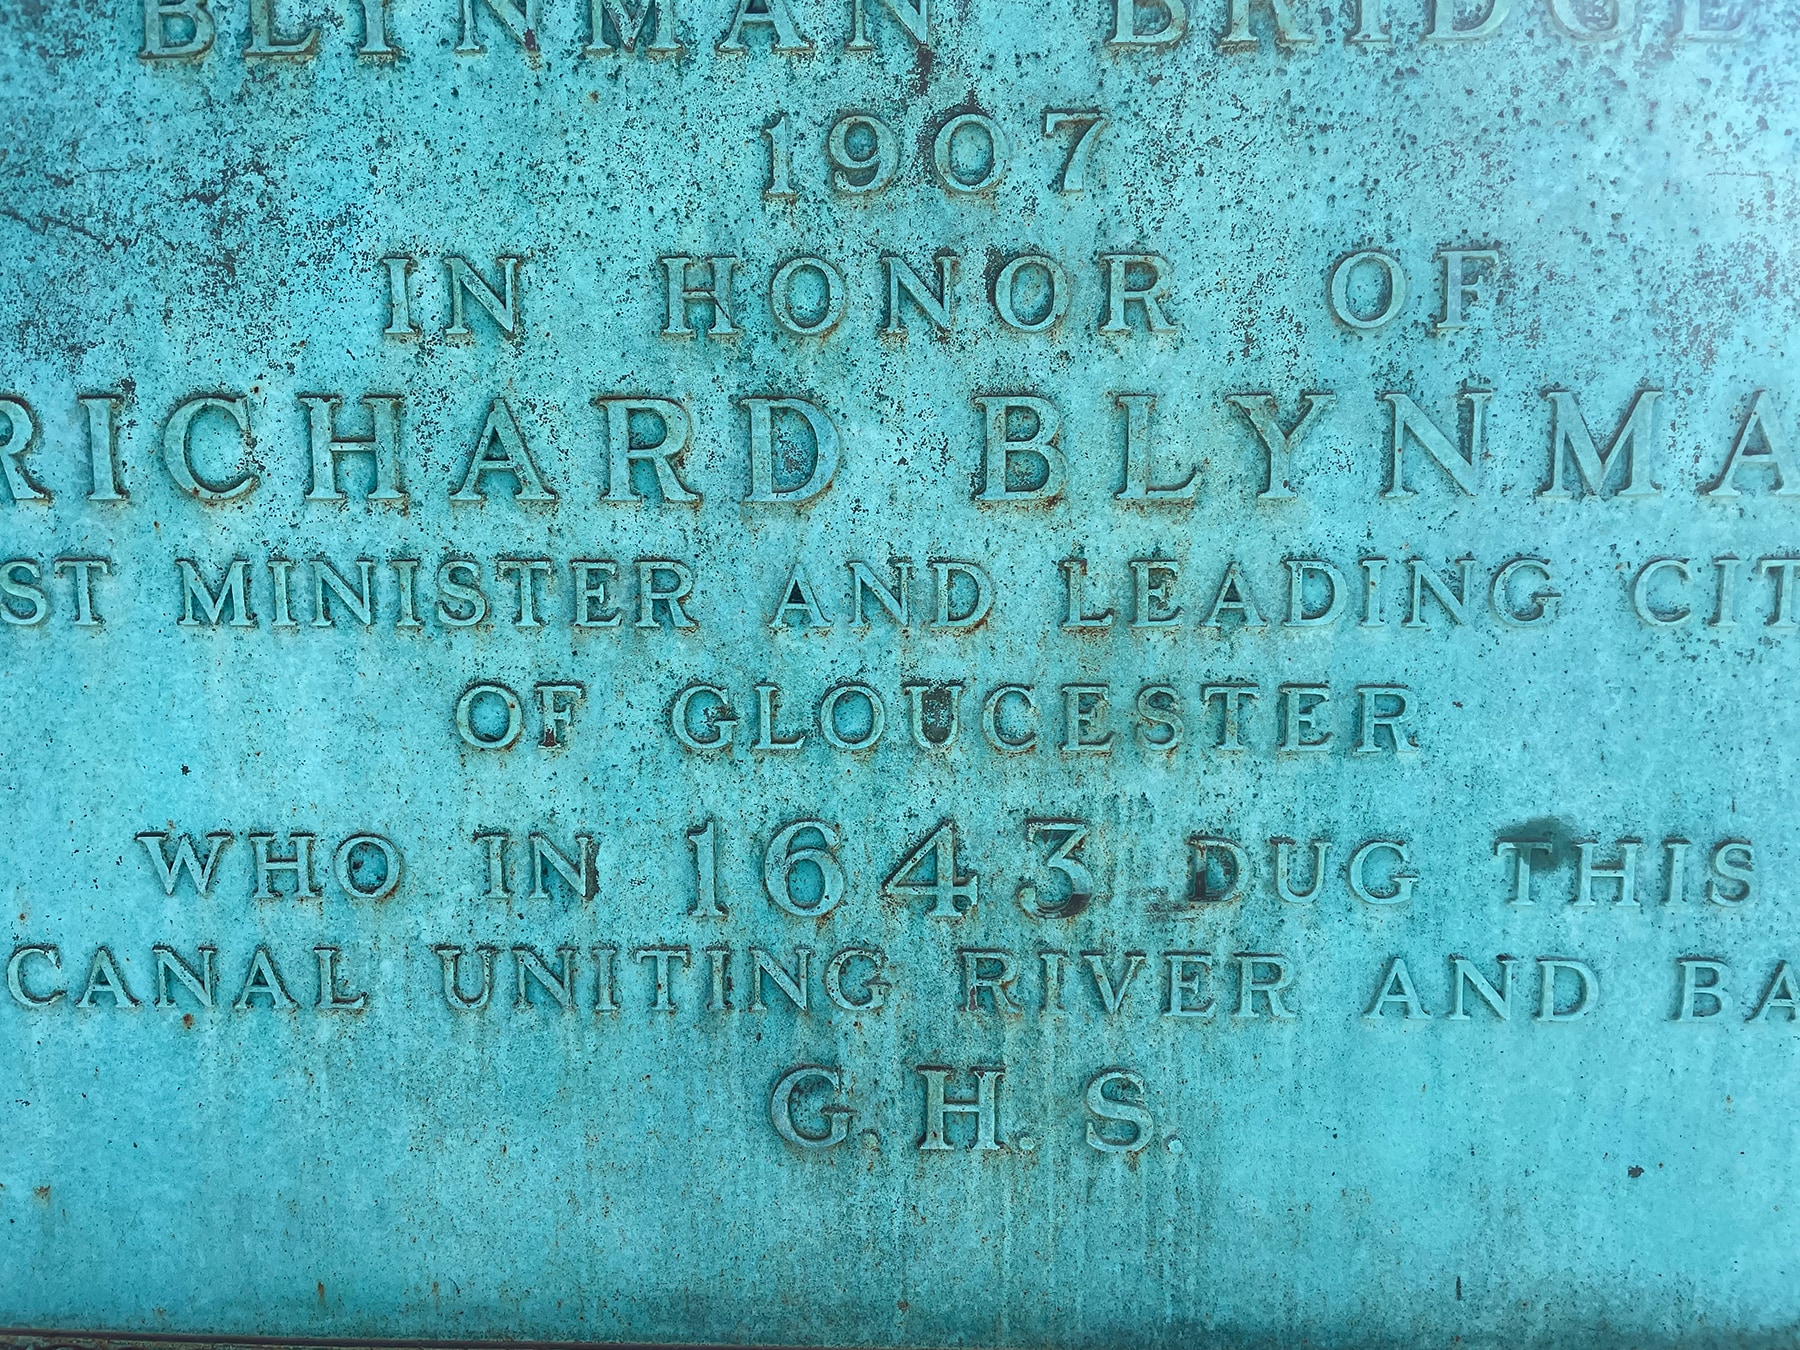 BLYNMAN BRIDGE
1907
IN HONOR OF
RICHARD BLYNMA
ST MINISTER AND LEADING CIT
OF GLOUCESTER
WHO IN 1643 DUG THIS
CANAL UNITING RIVER AND BA
G.H.S.